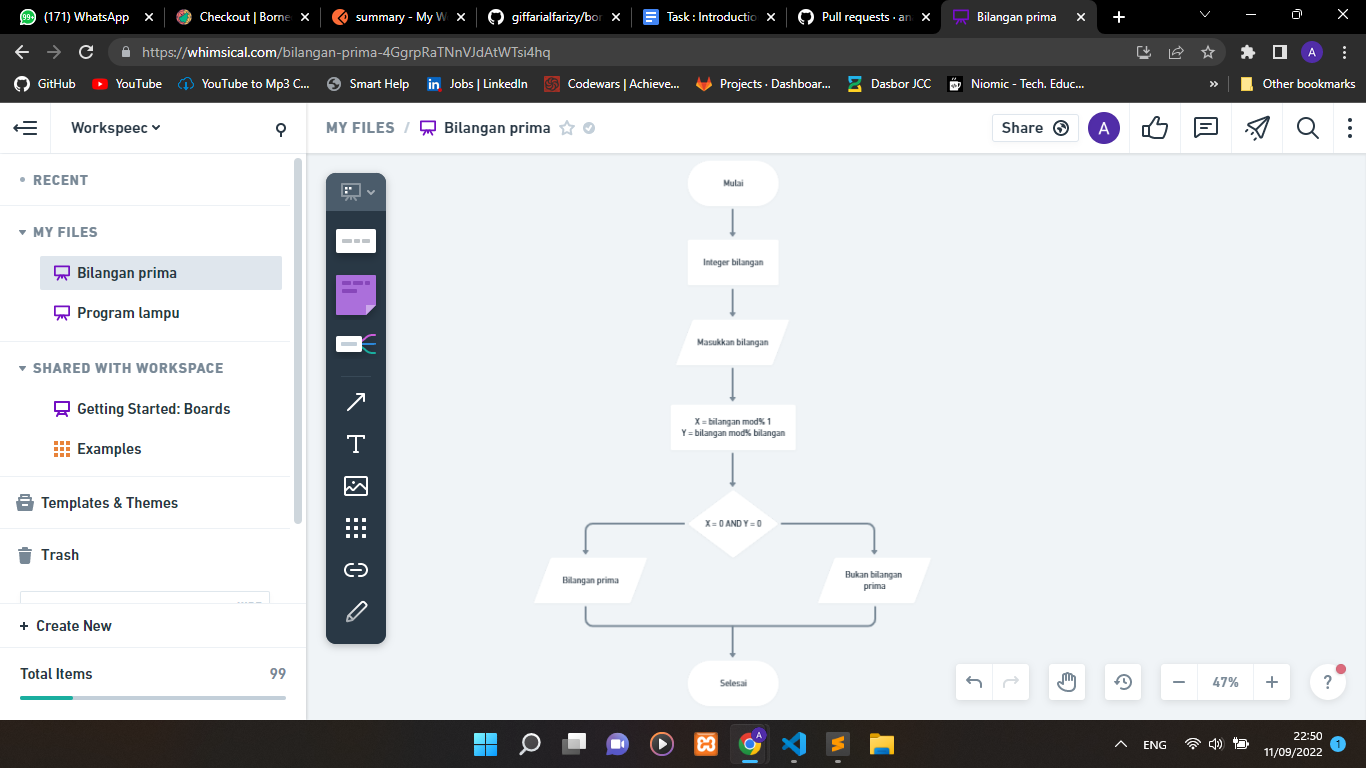 (171) WhatsApp
Checkout | Borne
summary - My W
giffarialfarizy/bor
Task : Introductio
Pull requests · an
Bilangan prima
https://whimsical.com/bilangan-prima-4GgrpRaTNnVJdAtWTsi4hq
A
GitHub
YouTube
YouTube to Mp3 C...
Smart Help
Jobs | LinkedIn
Codewars | Achieve...
Projects · Dashboar...
Dasbor JCC
Niomic - Tech. Educ...
»
Other bookmarks
Workspeec
MY FILES / Bilangan prima
Share
A
RECENT
MY FILES
Bilangan prima
Program lampu
SHARED WITH WORKSPACE
Getting Started: Boards
Examples
Templates & Themes
Trash
+ Create New
Total Items 99
T
Mulai
Integer bilangan
Masukkan bilangan
X = bilangan mod% 1
Y = bilangan mod% bilangan
X = 0 AND Y = 0
Bilangan prima
Bukan bilangan
prima
Selesai
47%
?
A
ENG
22:50
11/09/2022
1